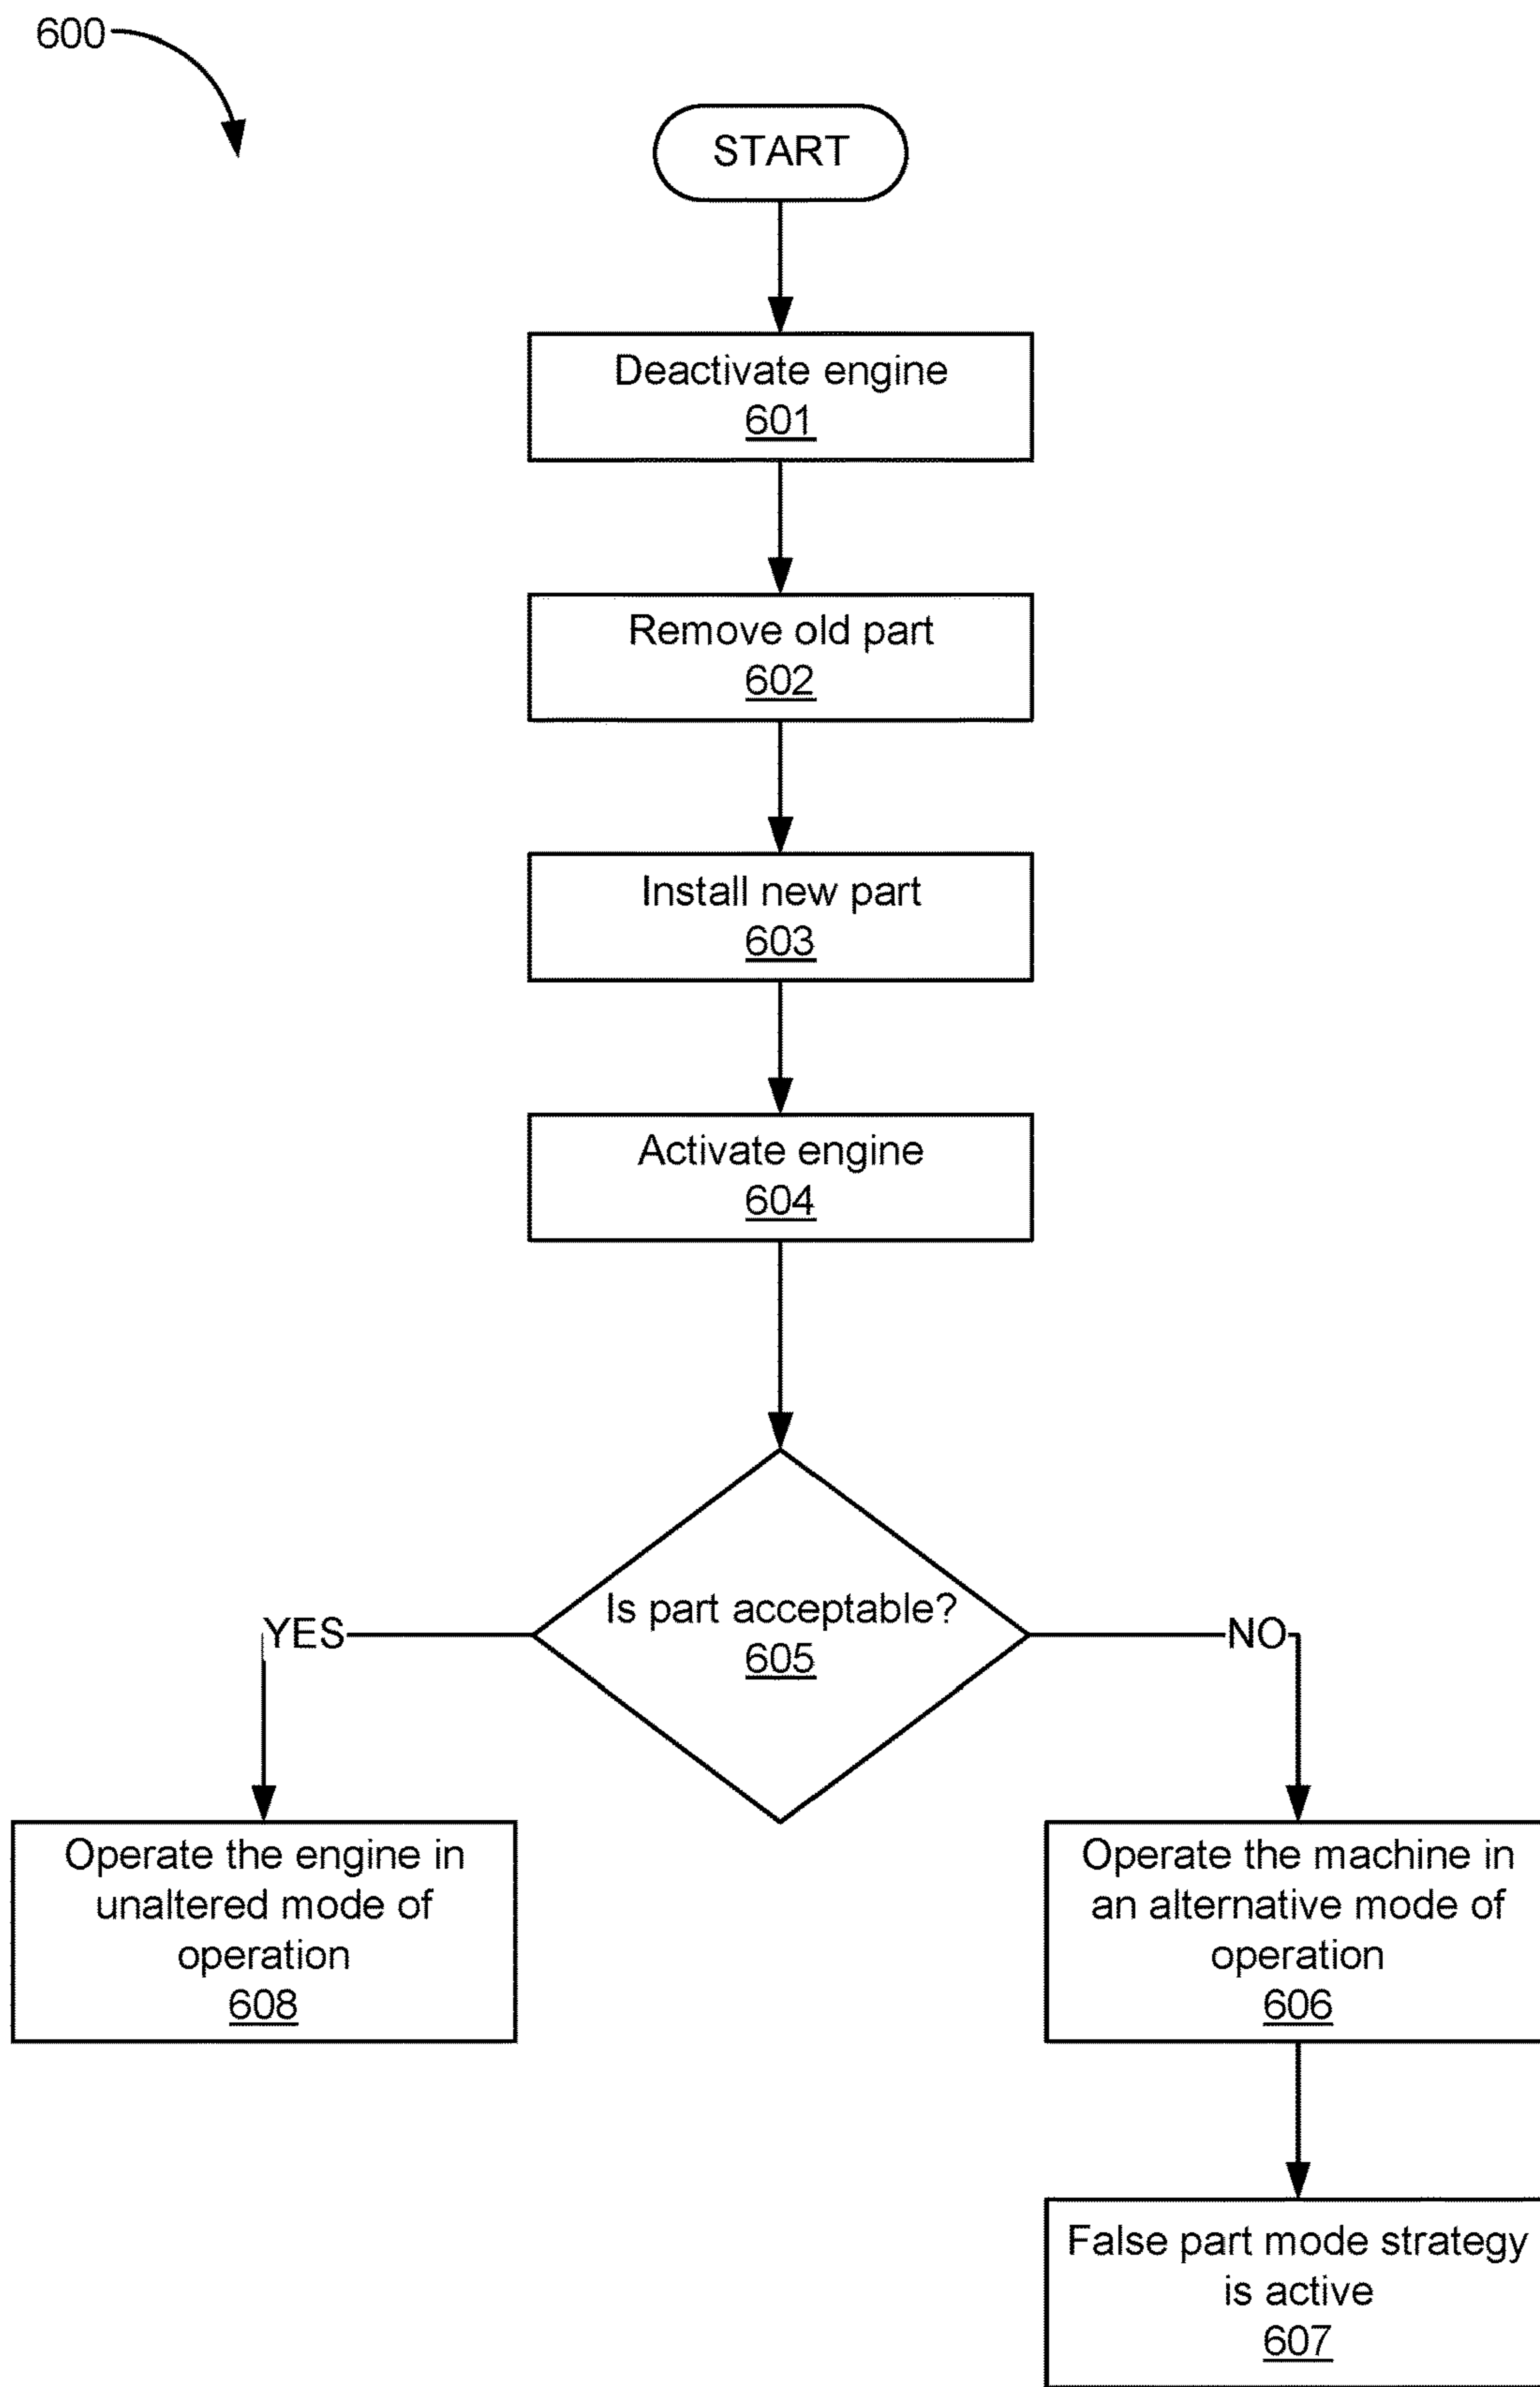 600
START
Deactivate engine
601
Remove old part
602
Install new part
603
Activate engine
604
Is part acceptable?
605
YES
NO
Operate the engine in
unaltered mode of
operation
608
Operate the machine in
an alternative mode of
operation
606
False part mode strategy
is active
607